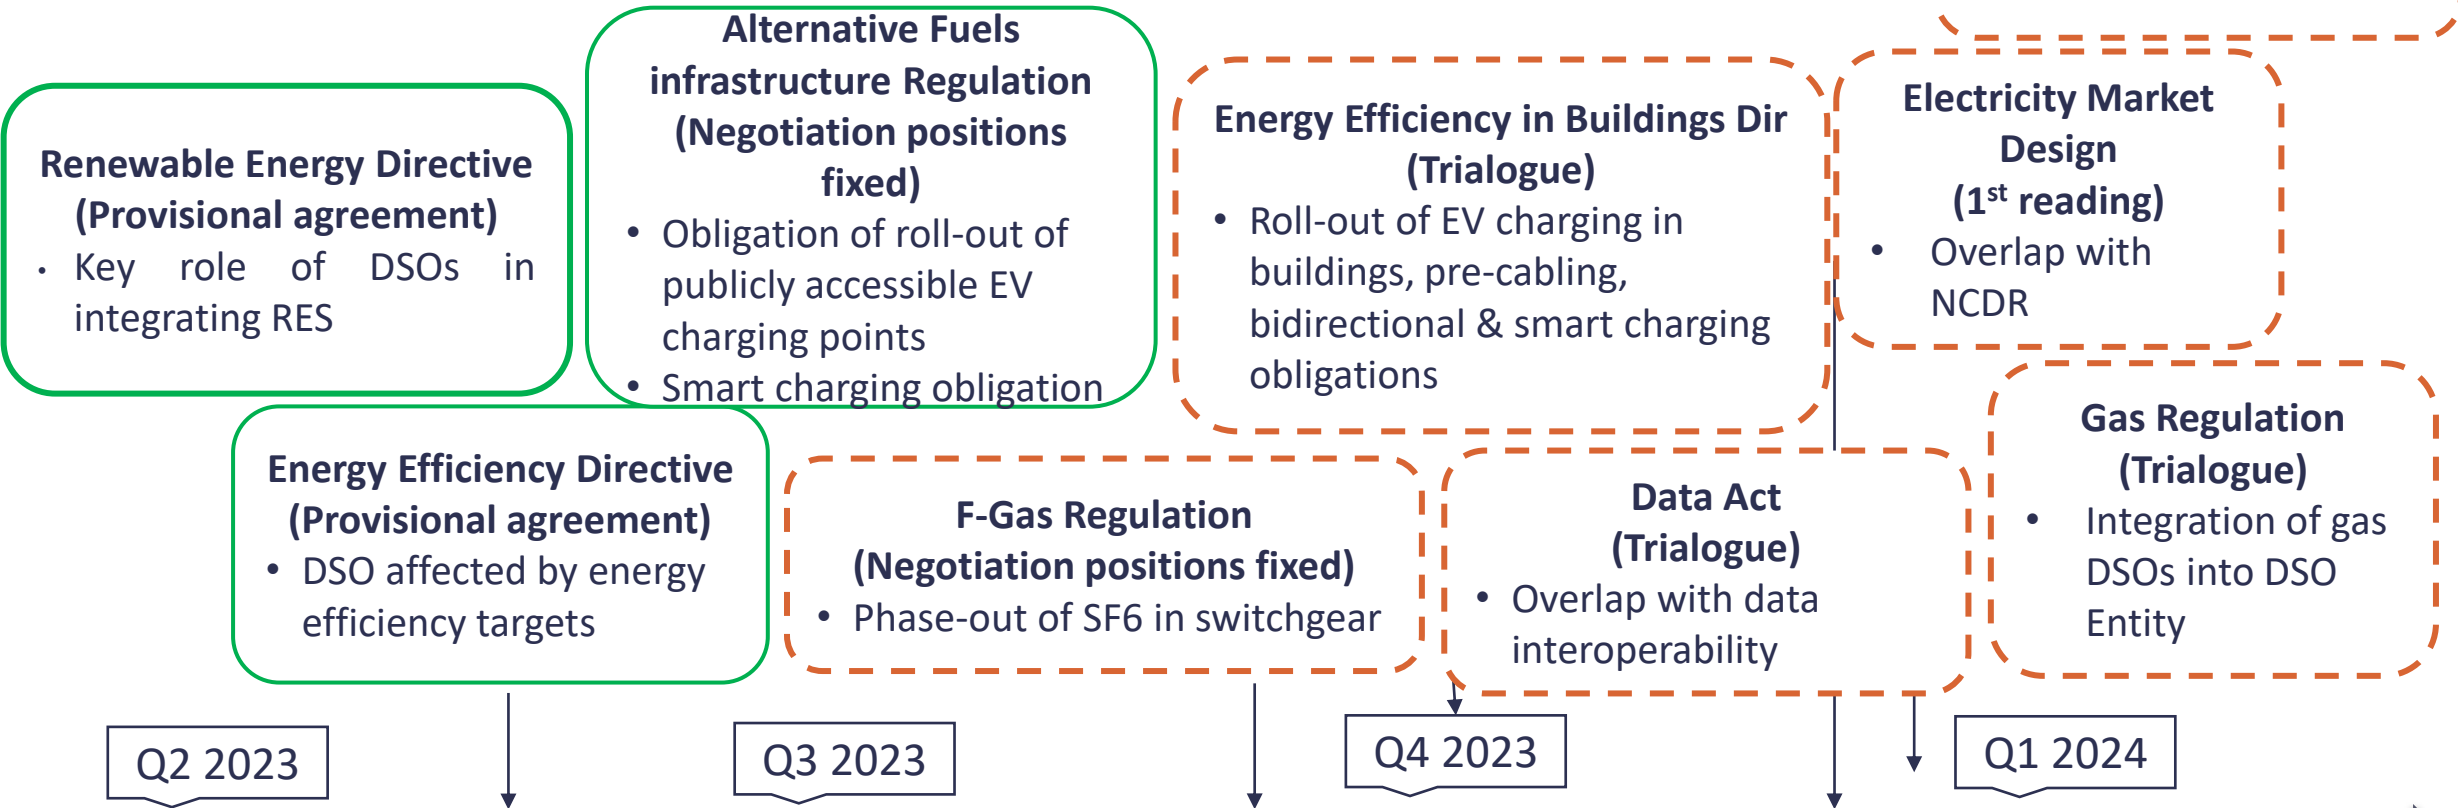 Renewable Energy Directive
(Provisional agreement)
• Key role of DSOs in
integrating RES
Alternative Fuels
infrastructure Regulation
(Negotiation positions
fixed)
• Obligation of roll-out of
publicly accessible EV
charging points
• Smart charging obligation
Energy Efficiency in Buildings Dir
(Trialogue)
• Roll-out of EV charging in
buildings, pre-cabling,
bidirectional & smart charging
obligations
Electricity Market
Design
(1st reading)
• Overlap with
NCDR
Energy Efficiency Directive
(Provisional agreement)
• DSO affected by energy
efficiency targets
F-Gas Regulation
(Negotiation positions fixed)
• Phase-out of SF6 in switchgear
Data Act
(Trialogue)
• Overlap with data
interoperability
Gas Regulation
(Trialogue)
• Integration of gas
DSOs into DSO
Entity
Q2 2023
Q3 2023
Q4 2023
Q1 2024